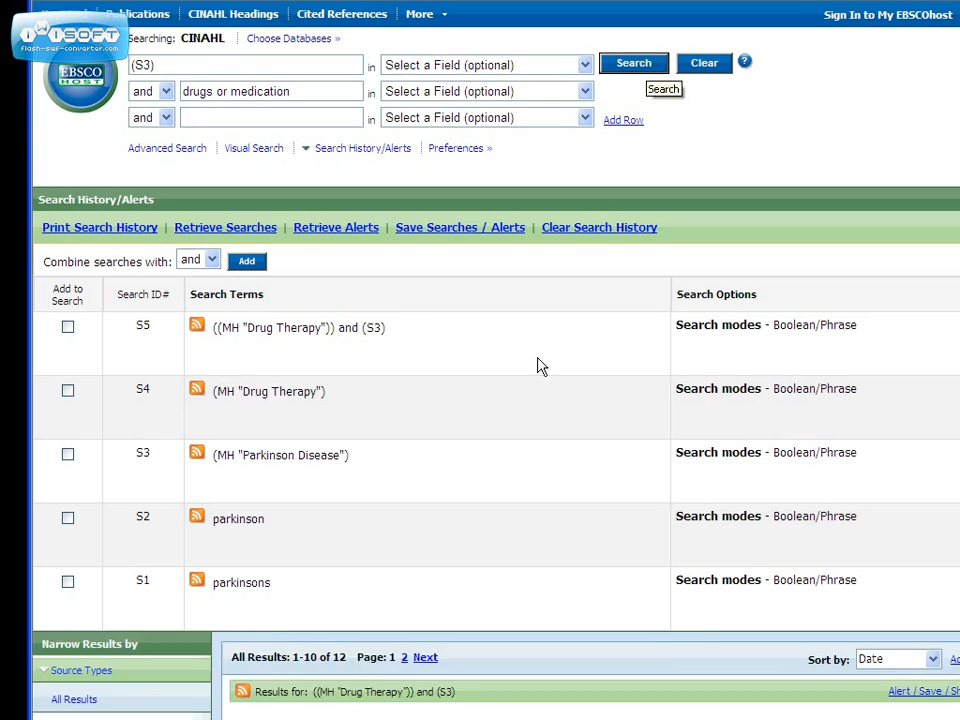 Publications CINAHL Headings Cited References More Sign In to My EBSCOhost
iWiSOFT
flash-swf-converter.com
Searching: CINAHL Choose Databases »
EBSCO
HOST
(S3) in Select a Field (optional) Search Clear ?
and drugs or medication in Select a Field (optional) Search
and in Select a Field (optional) Add Row
Advanced Search Visual Search Search History/Alerts Preferences »
Search History/Alerts
Print Search History | Retrieve Searches | Retrieve Alerts | Save Searches / Alerts | Clear Search History
Combine searches with: and Add
Add to Search Search ID# Search Terms Search Options
S5 ((MH "Drug Therapy")) and (S3) Search modes - Boolean/Phrase
S4 (MH "Drug Therapy") Search modes - Boolean/Phrase
S3 (MH "Parkinson Disease") Search modes - Boolean/Phrase
S2 parkinson Search modes - Boolean/Phrase
S1 parkinsons Search modes - Boolean/Phrase
Narrow Results by
All Results: 1-10 of 12 Page: 1 2 Next Sort by: Date
Source Types
Results for: ((MH "Drug Therapy")) and (S3) Alert / Save / Sh
All Results